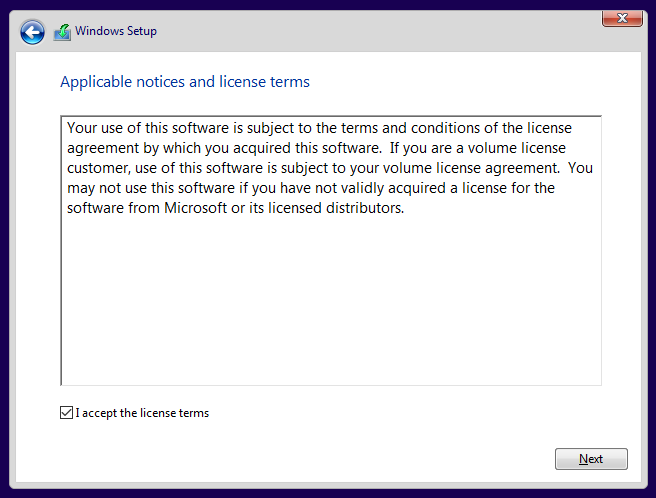 Windows Setup
Applicable notices and license terms
Your use of this software is subject to the terms and conditions of the license
agreement by which you acquired this software.  If you are a volume license
customer, use of this software is subject to your volume license agreement.  You
may not use this software if you have not validly acquired a license for the
software from Microsoft or its licensed distributors.
I accept the license terms
Next